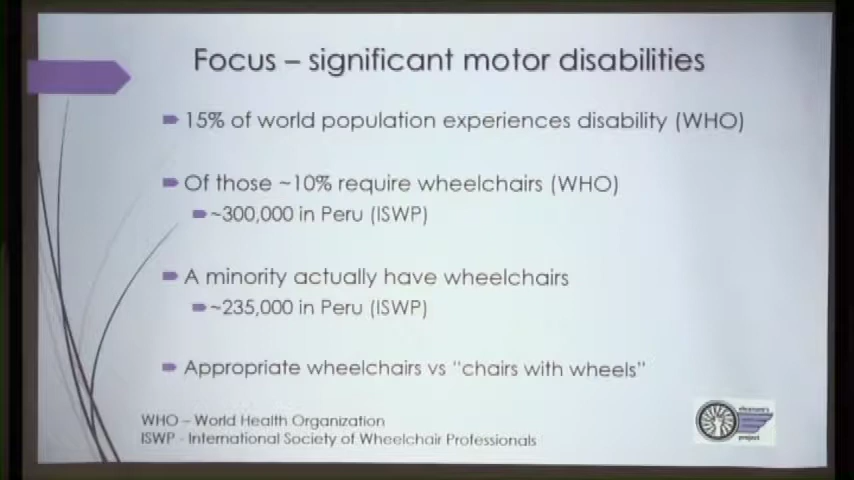 Focus – significant motor disabilities
15% of world population experiences disability (WHO)
Of those ~10% require wheelchairs (WHO)
~300,000 in Peru (ISWP)
A minority actually have wheelchairs
~235,000 in Peru (ISWP)
Appropriate wheelchairs vs "chairs with wheels"
WHO – World Health Organization
ISWP - International Society of Wheelchair Professionals
project